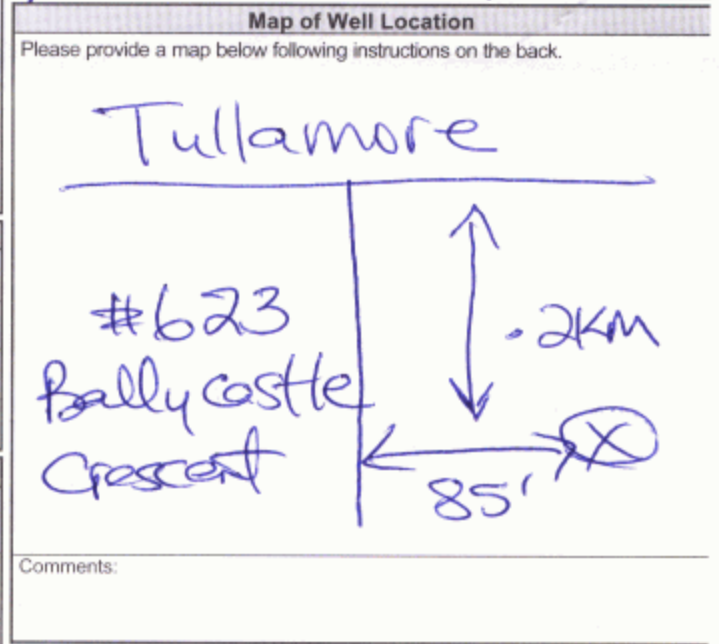 Map of Well Location
Please provide a map below following instructions on the back.
Tullamore
#623
Ballycastle
Crescent
.2KM
X
85'
Comments: